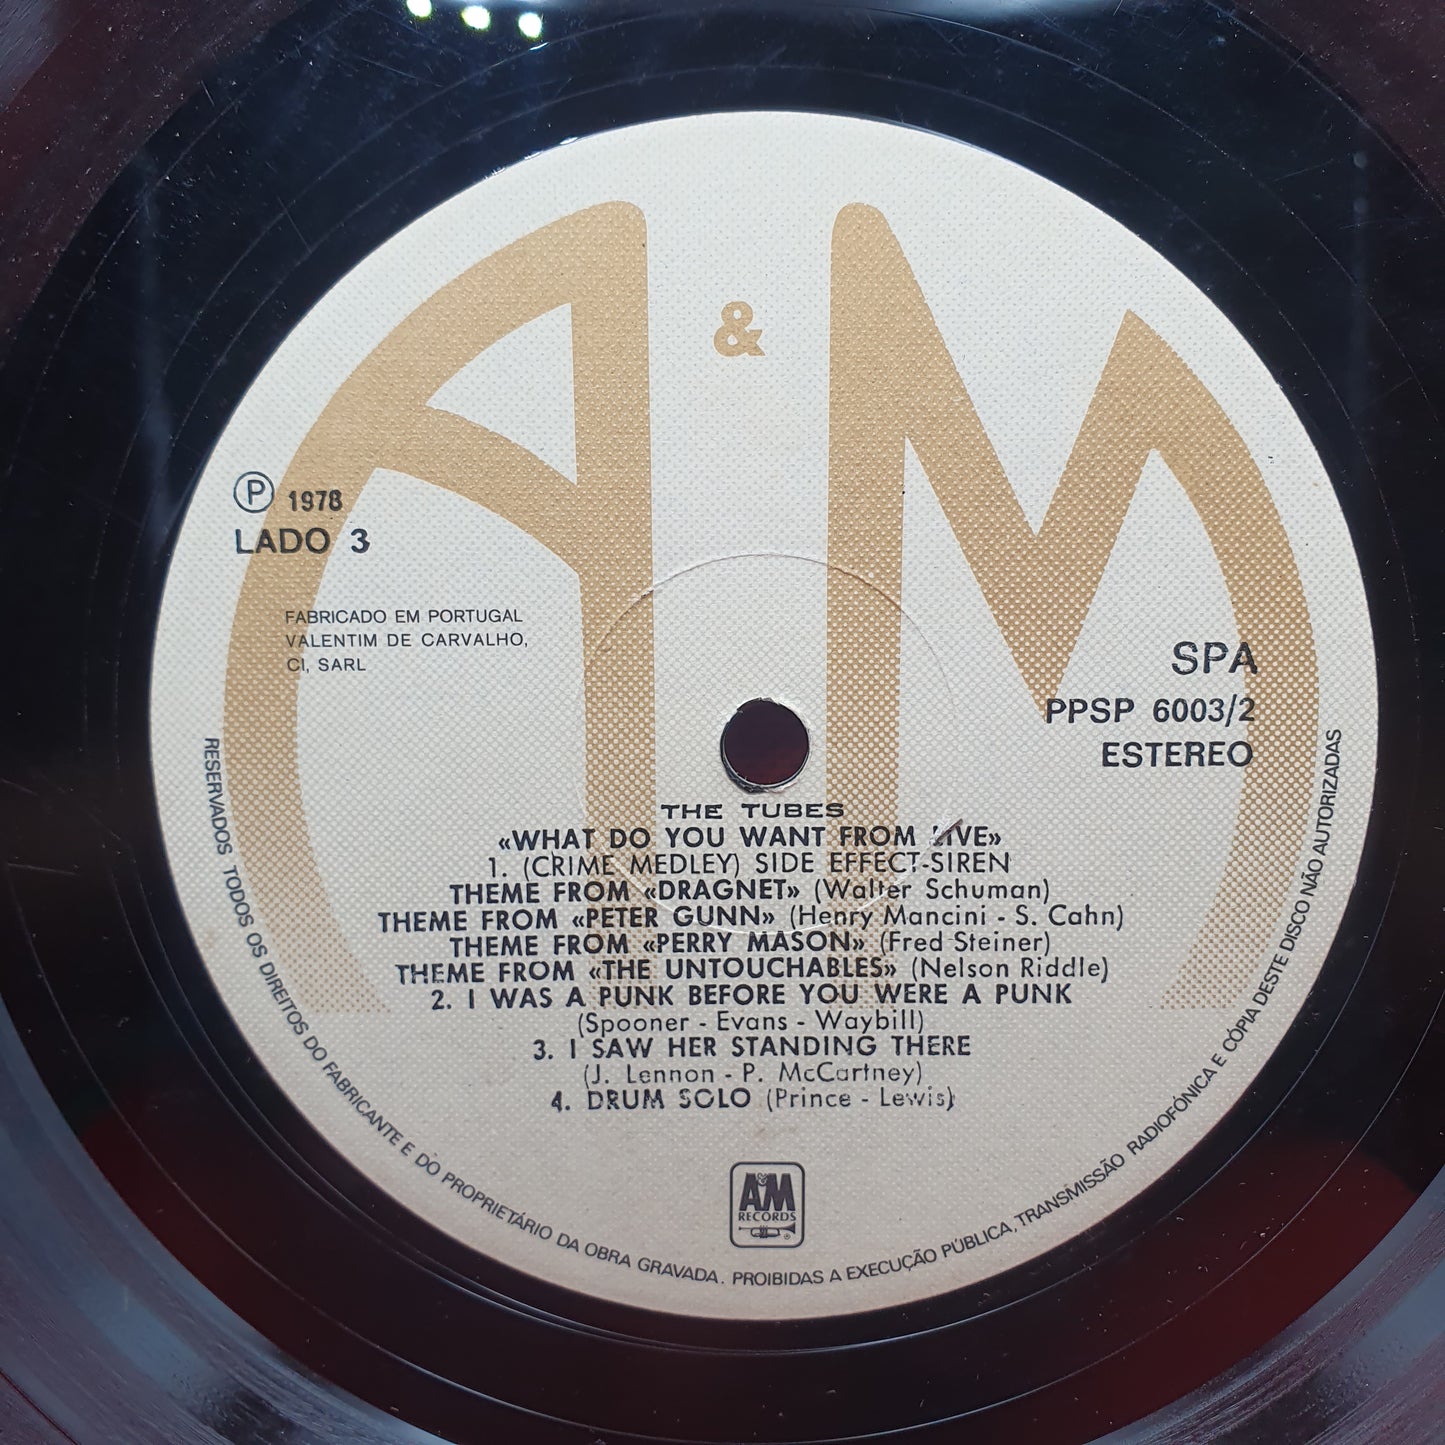 A & M
Ⓟ 1978
LADO 3
FABRICADO EM PORTUGAL
VALENTIM DE CARVALHO,
CI, SARL
SPA
PPSP 6003/2
ESTEREO
THE TUBES
«WHAT DO YOU WANT FROM LIVE»
1. (CRIME MEDLEY) SIDE EFFECT-SIREN
THEME FROM «DRAGNET» (Walter Schuman)
THEME FROM «PETER GUNN» (Henry Mancini - S. Cahn)
THEME FROM «PERRY MASON» (Fred Steiner)
THEME FROM «THE UNTOUCHABLES» (Nelson Riddle)
2. I WAS A PUNK BEFORE YOU WERE A PUNK
(Spooner - Evans - Waybill)
3. I SAW HER STANDING THERE
(J. Lennon - P. McCartney)
4. DRUM SOLO (Prince - Lewis)
A&M
RECORDS
®
RESERVADOS TODOS OS DIREITOS DO FABRICANTE E DO PROPRIETÁRIO DA OBRA GRAVADA. PROIBIDAS A EXECUÇÃO PÚBLICA, TRANSMISSÃO RADIOFÓNICA E CÓPIA DESTE DISCO NÃO AUTORIZADAS